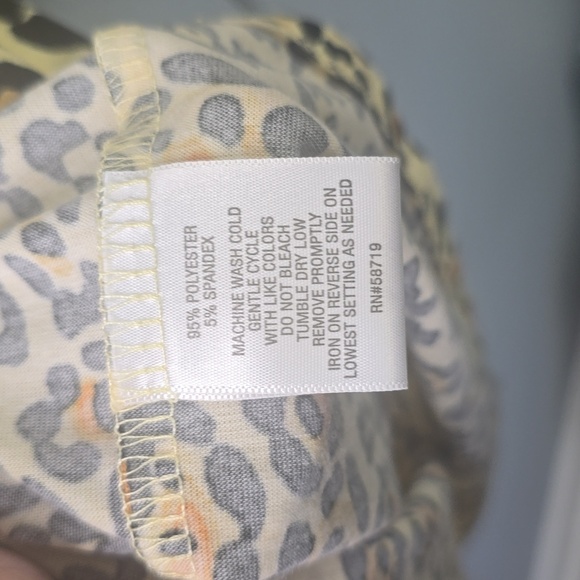 95% POLYESTER
5% SPANDEX
MACHINE WASH COLD
GENTLE CYCLE
WITH LIKE COLORS
DO NOT BLEACH
TUMBLE DRY LOW
REMOVE PROMPTLY
IRON ON REVERSE SIDE ON
LOWEST SETTING AS NEEDED
RN#58719